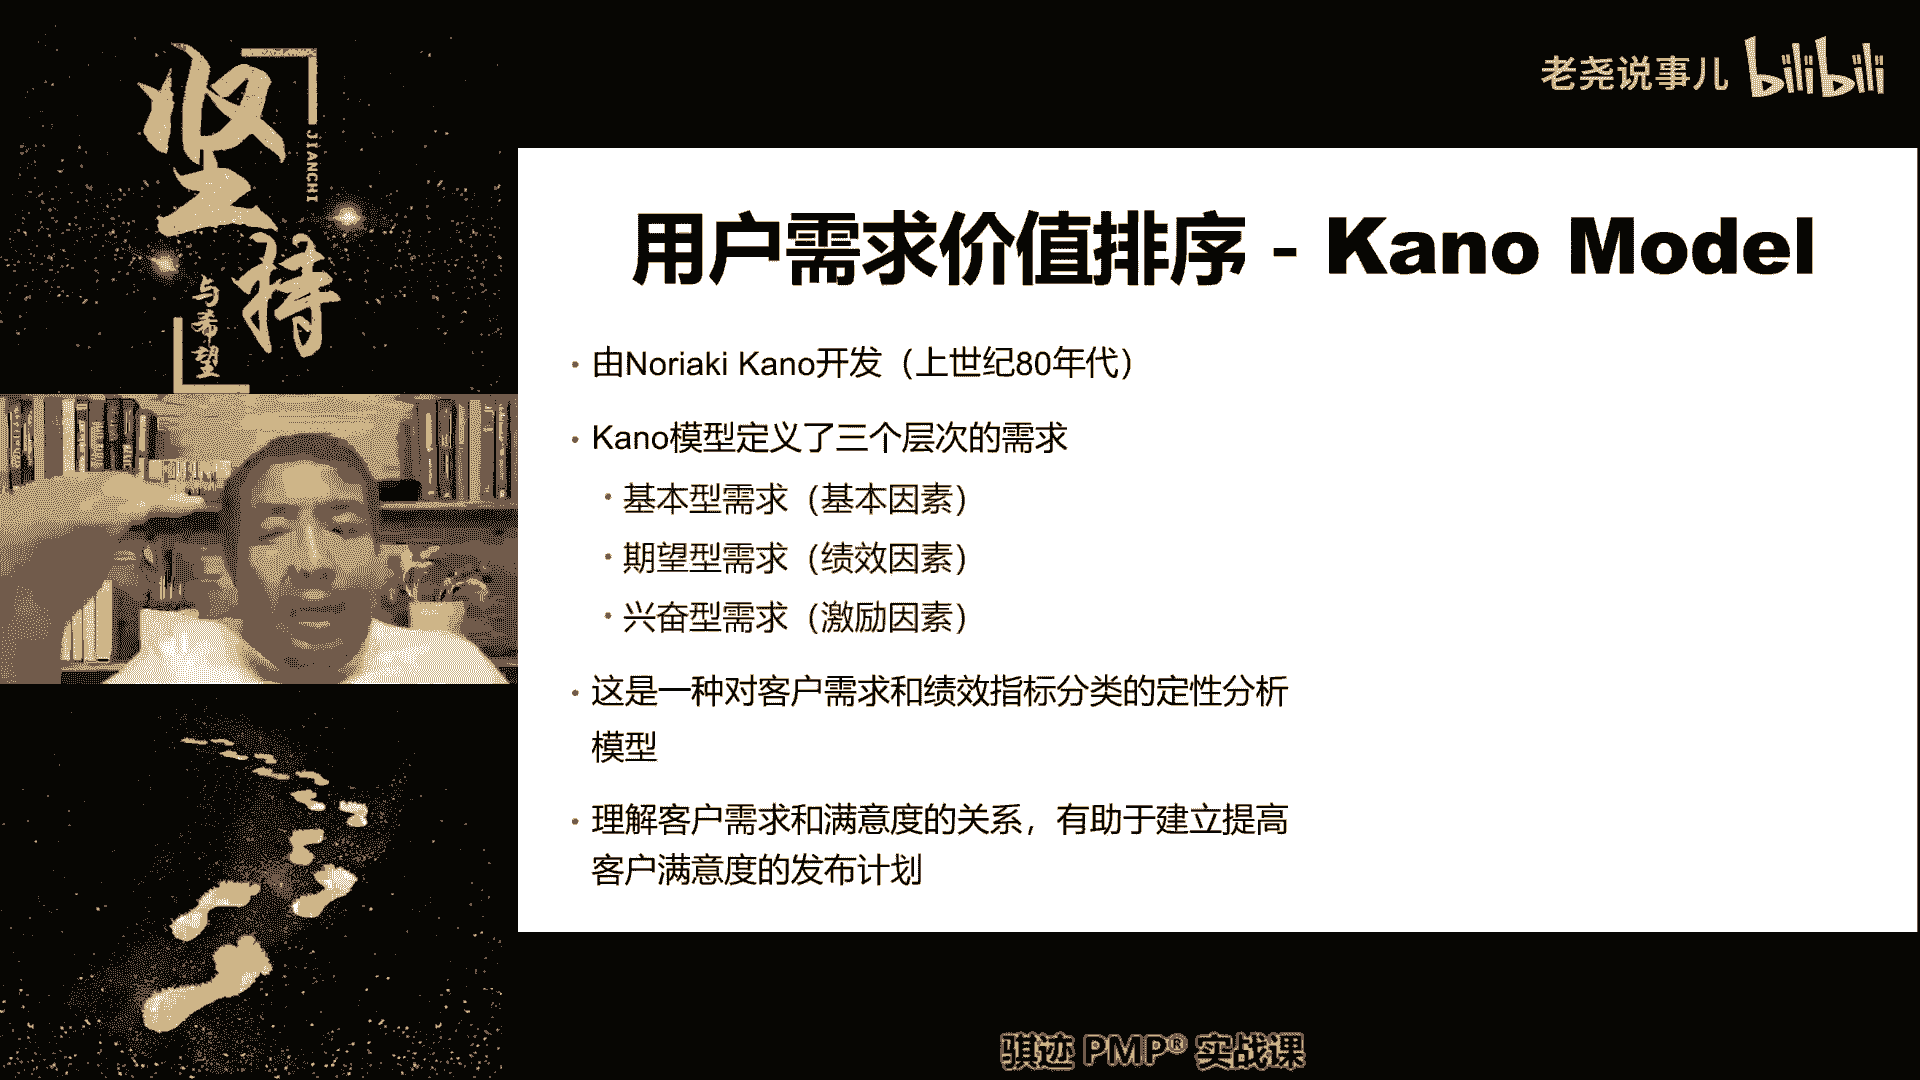 坚持
JIANCHI
与希望
老尧说事儿 bilibili
用户需求价值排序 - Kano Model
• 由Noriaki Kano开发（上世纪80年代）
• Kano模型定义了三个层次的需求
• 基本型需求（基本因素）
• 期望型需求（绩效因素）
• 兴奋型需求（激励因素）
• 这是一种对客户需求和绩效指标分类的定性分析
模型
• 理解客户需求和满意度的关系，有助于建立提高
客户满意度的发布计划
骐迹 PMP® 实战课